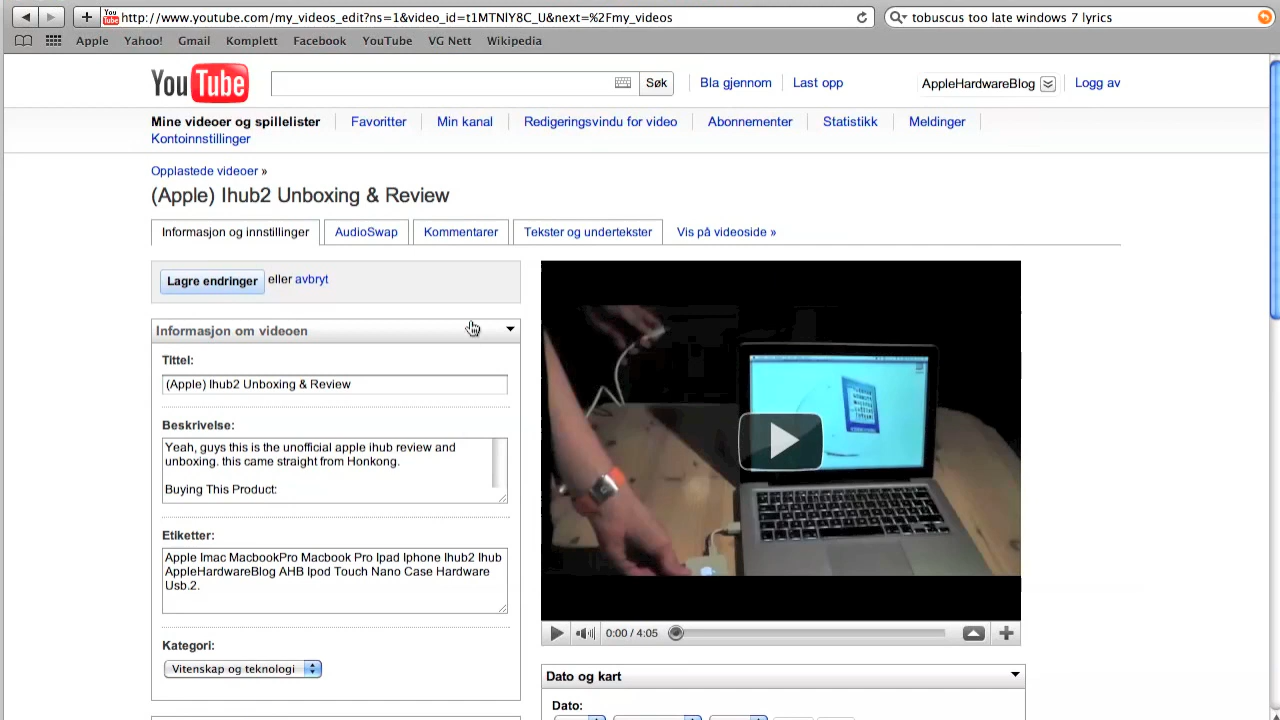 You Tube http://www.youtube.com/my_videos_edit?ns=1&video_id=t1MTNlY8C_U&next=%2Fmy_videos
tobuscus too late windows 7 lyrics
Apple Yahoo! Gmail Komplett Facebook YouTube VG Nett Wikipedia
YouTube Søk Bla gjennom Last opp AppleHardwareBlog Logg av
Mine videoer og spillelister Favoritter Min kanal Redigeringsvindu for video Abonnementer Statistikk Meldinger
Kontoinnstillinger
Opplastede videoer »
(Apple) Ihub2 Unboxing & Review
Informasjon og innstillinger AudioSwap Kommentarer Tekster og undertekster Vis på videoside »
Lagre endringer eller avbryt
Informasjon om videoen
Tittel:
(Apple) Ihub2 Unboxing & Review
Beskrivelse:
Yeah, guys this is the unofficial apple ihub review and
unboxing. this came straight from Honkong.
Buying This Product:
Etiketter:
Apple Imac MacbookPro Macbook Pro Ipad Iphone Ihub2 Ihub
AppleHardwareBlog AHB Ipod Touch Nano Case Hardware
Usb.2.
Kategori:
Vitenskap og teknologi
0:00 / 4:05
Dato og kart
Dato: